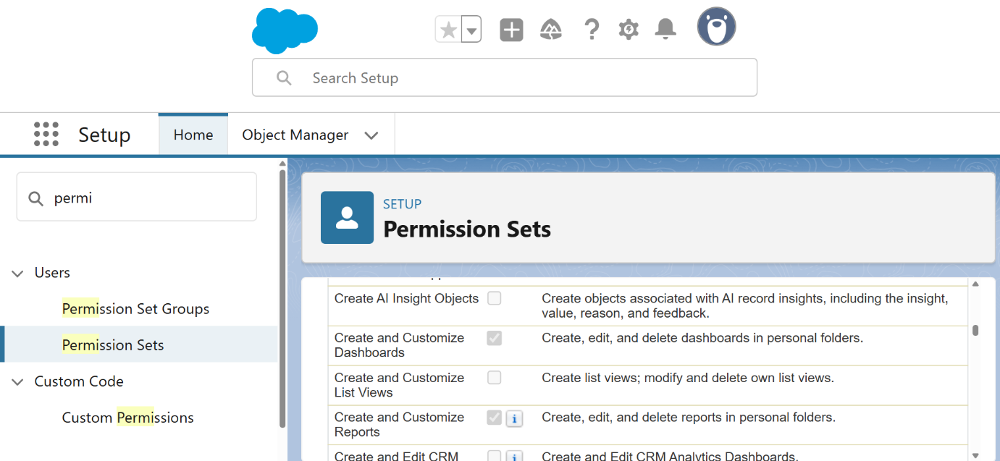 Search Setup
Setup
Home
Object Manager
permi
Users
Permission Set Groups
Permission Sets
Custom Code
Custom Permissions
SETUP
Permission Sets
Create AI Insight Objects
Create objects associated with AI record insights, including the insight,
value, reason, and feedback.
Create and Customize
Dashboards
Create, edit, and delete dashboards in personal folders.
Create and Customize
List Views
Create list views; modify and delete own list views.
Create and Customize
Reports
Create, edit, and delete reports in personal folders.
Create and Edit CRM
Create and Edit CRM Analytics Dashboards.